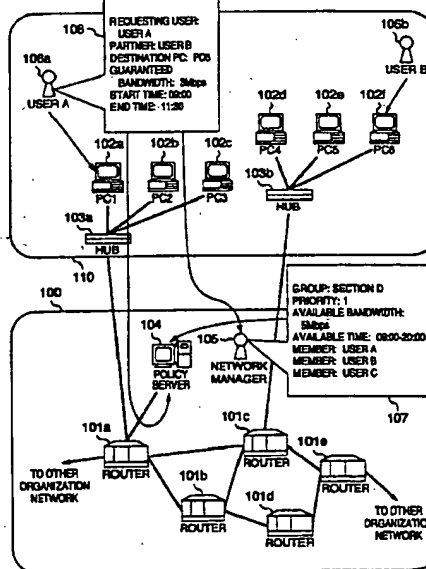 106
REQUESTING USER:
USER A
PARTNER: USER B
DESTINATION PC: PC6
GUARANTEED
BANDWIDTH: 3Mbps
START TIME: 09:00
END TIME: 11:30
106a
USER A
106b
USER B
102a
PC1
102b
PC2
102c
PC3
102d
PC4
102e
PC5
102f
PC6
103a
HUB
103b
HUB
110
100
104
POLICY
SERVER
105
NETWORK
MANAGER
GROUP: SECTION D
PRIORITY: 1
AVAILABLE BANDWIDTH:
5Mbps
AVAILABLE TIME: 09:00-20:00
MEMBER: USER A
MEMBER: USER B
MEMBER: USER C
107
101a
ROUTER
101c
ROUTER
101e
ROUTER
101b
ROUTER
101d
ROUTER
TO OTHER
ORGANIZATION
NETWORK
TO OTHER
ORGANIZATION
NETWORK